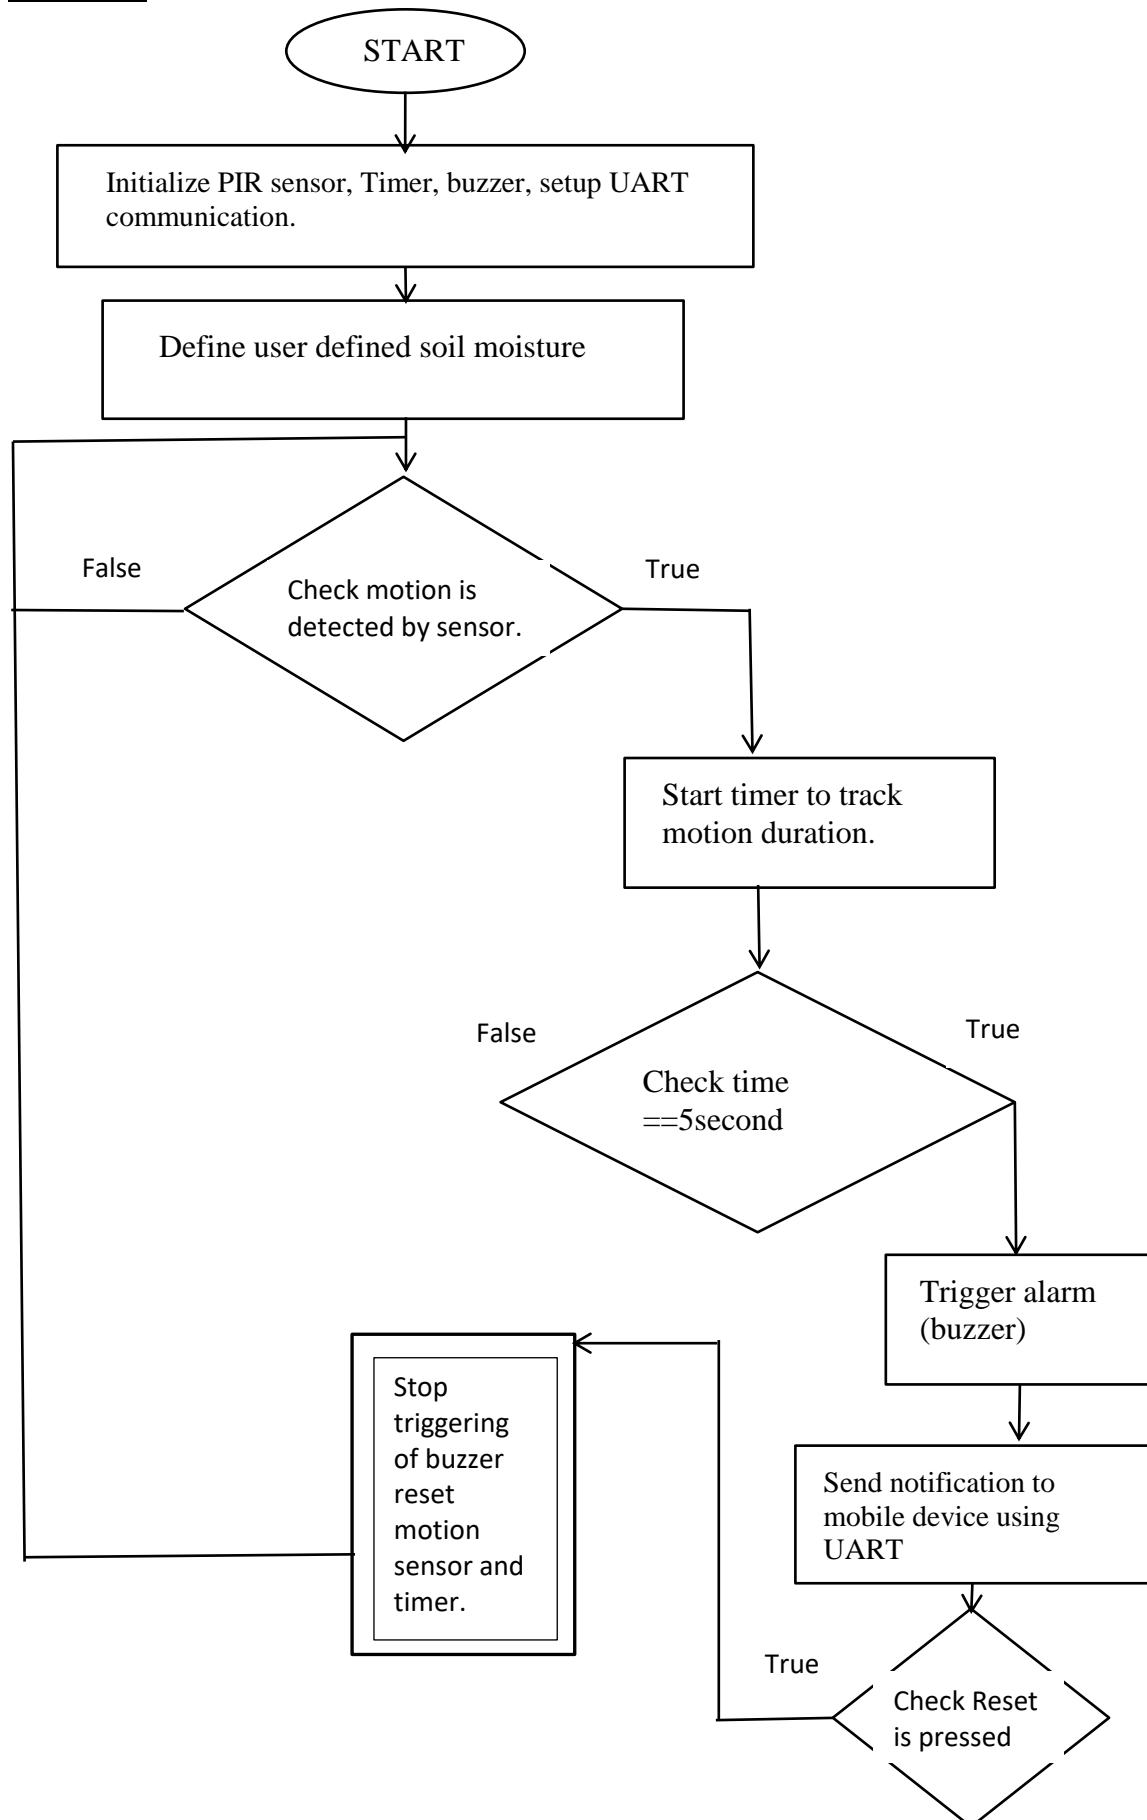 START
Initialize PIR sensor, Timer, buzzer, setup UART
communication.
Define user defined soil moisture
False
True
Check motion is
detected by sensor.
Start timer to track
motion duration.
False
True
Check time
==5second
Trigger alarm
(buzzer)
Stop
triggering
of buzzer
reset
motion
sensor and
timer.
Send notification to
mobile device using
UART
True
Check Reset
is pressed